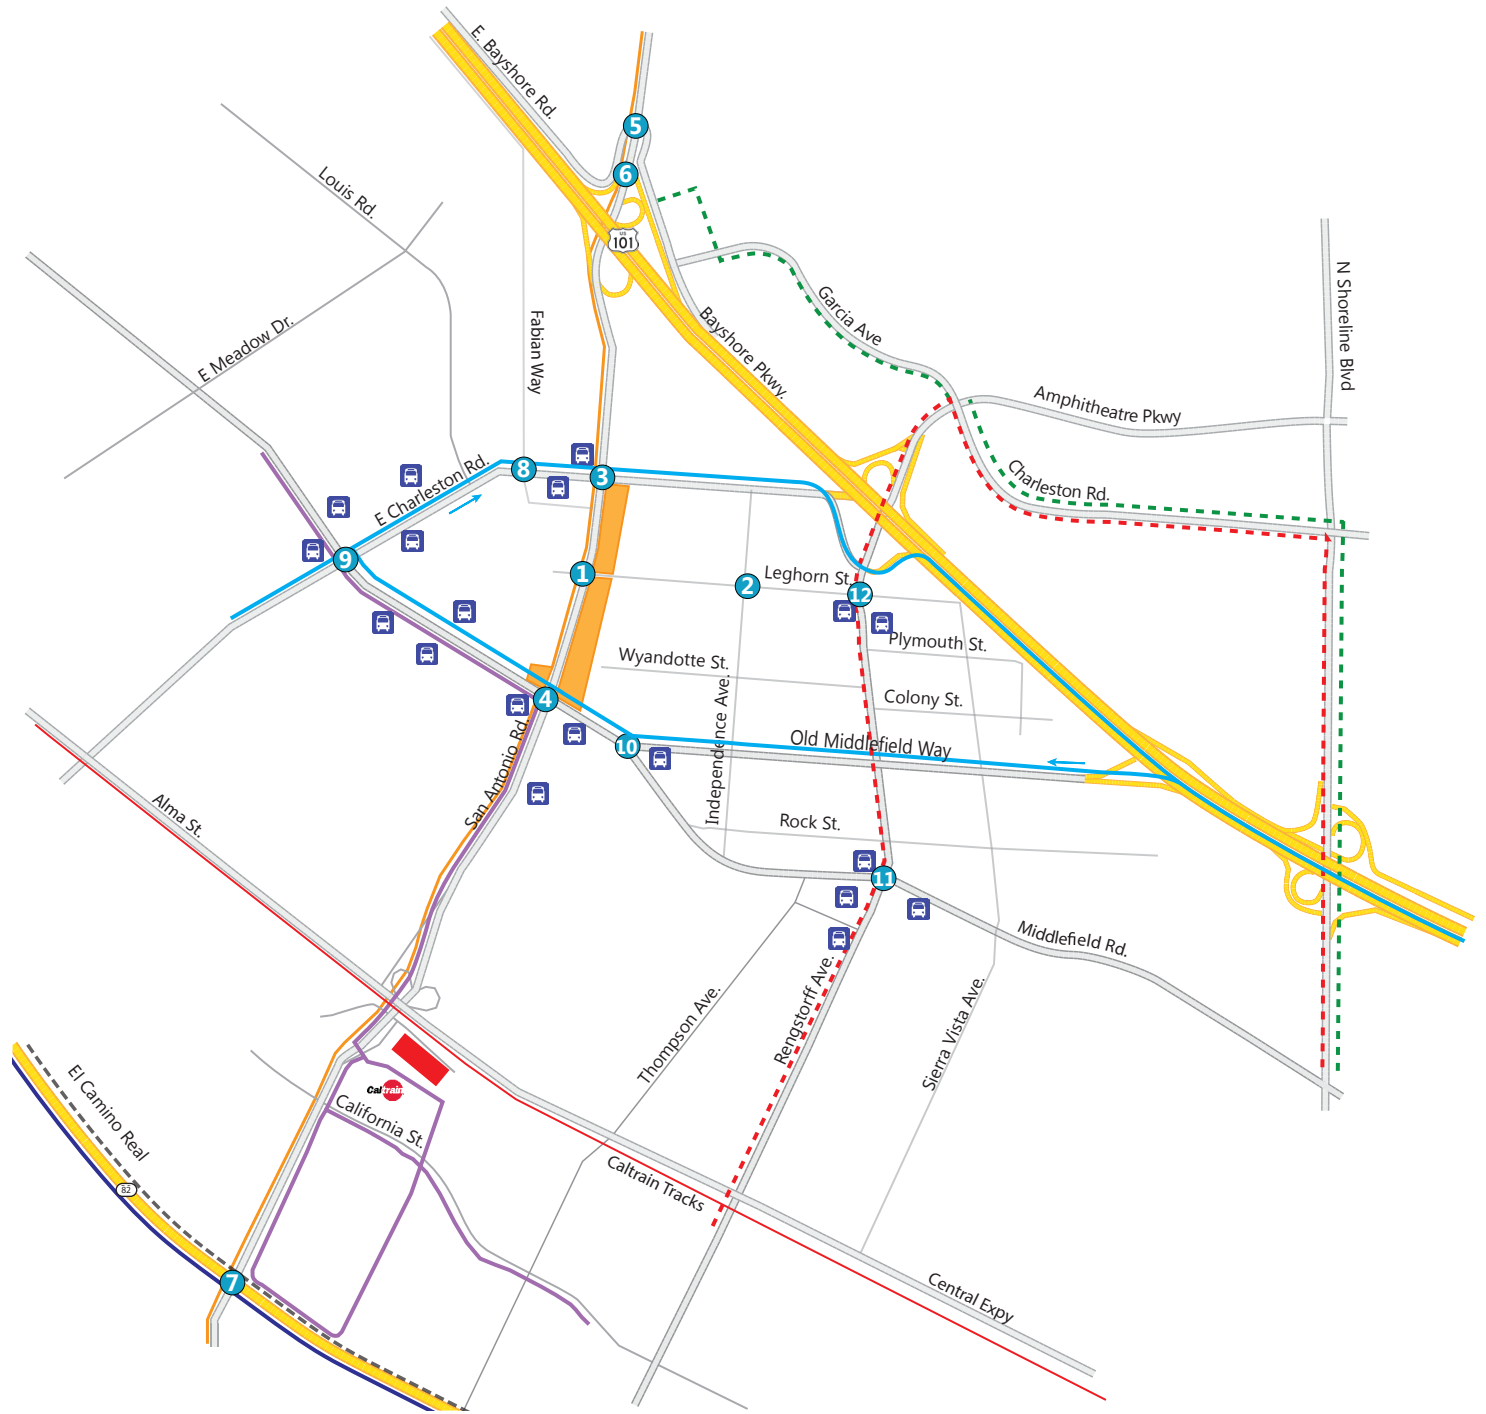 E. Bayshore Rd.
5
6
Louis Rd.
US
101
N Shoreline Blvd
Garcia Ave
E Meadow Dr.
Fabian Way
Bayshore Pkwy.
Amphitheatre Pkwy
E Charleston Rd.
8
3
Charleston Rd.
9
1
2
Leghorn St.
12
Plymouth St.
Wyandotte St.
Colony St.
4
Independence Ave.
10
Old Middlefield Way
San Antonio Rd.
Alma St.
Rock St.
11
Middlefield Rd.
Thompson Ave.
Rengstorff Ave.
Sierra Vista Ave.
Caltrain
California St.
El Camino Real
82
Caltrain Tracks
7
Central Expy